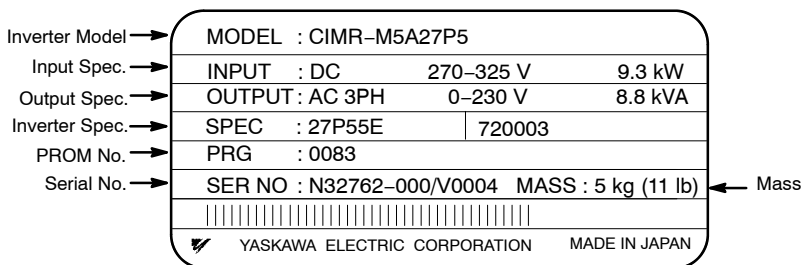 Inverter Model MODEL : CIMR−M5A27P5
Input Spec. INPUT : DC 270−325 V 9.3 kW
Output Spec. OUTPUT : AC 3PH 0−230 V 8.8 kVA
Inverter Spec. SPEC : 27P55E 720003
PROM No. PRG : 0083
Serial No. SER NO : N32762−000/V0004 MASS : 5 kg (11 lb) Mass
YASKAWA ELECTRIC CORPORATION MADE IN JAPAN